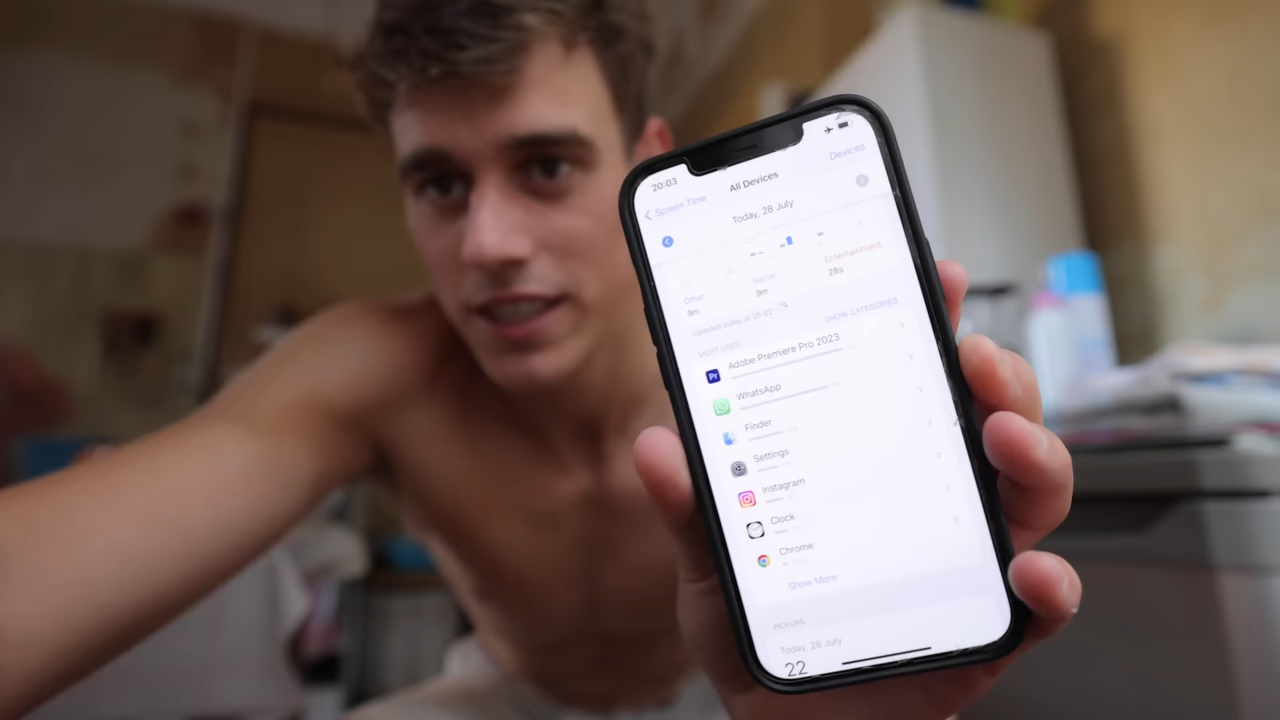 20:03
Devices
Screen Time
All Devices
Today, 28 July
Other
Social
Entertainment
9m
9m
28s
Updated today at 20:02
MOST USED
SHOW CATEGORIES
Pr
Adobe Premiere Pro 2023
WhatsApp
Finder
Settings
Instagram
Clock
Chrome
Show More
PICKUPS
Today, 28 July
22